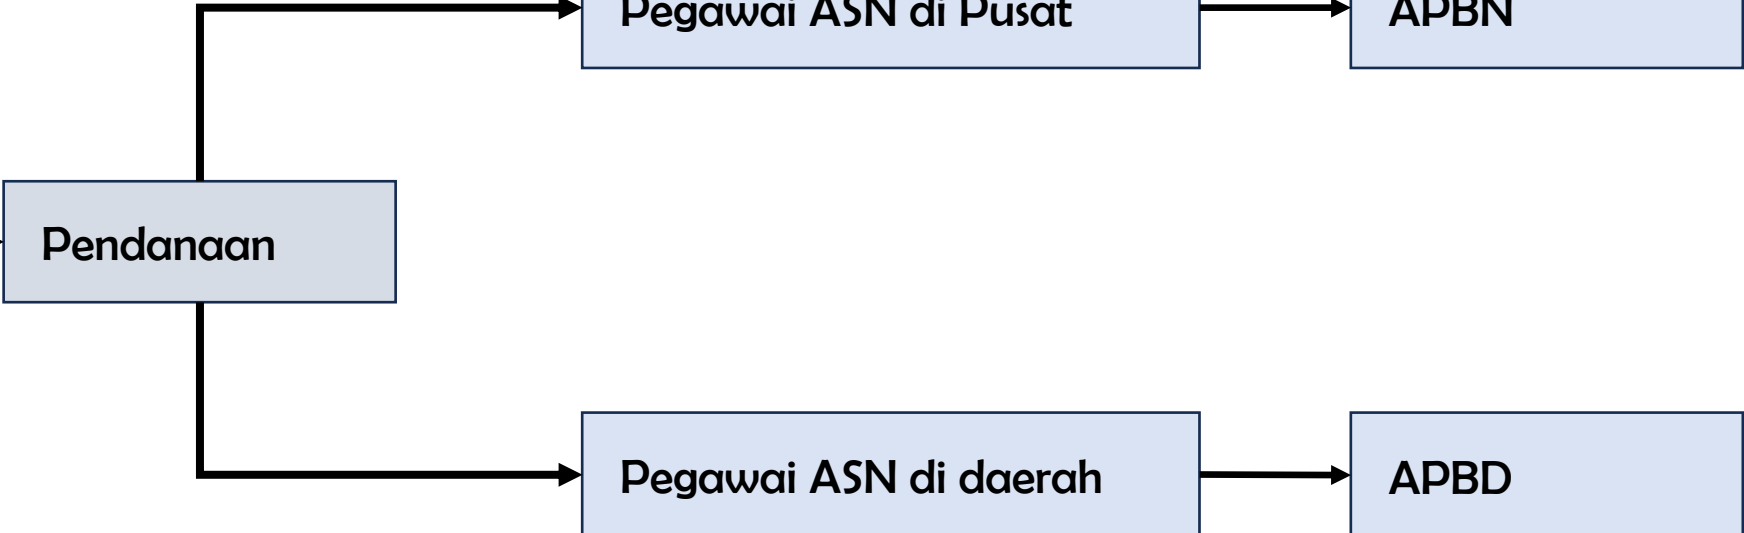 Pegawai ASN di Pusat
APBN
Pendanaan
Pegawai ASN di daerah
APBD